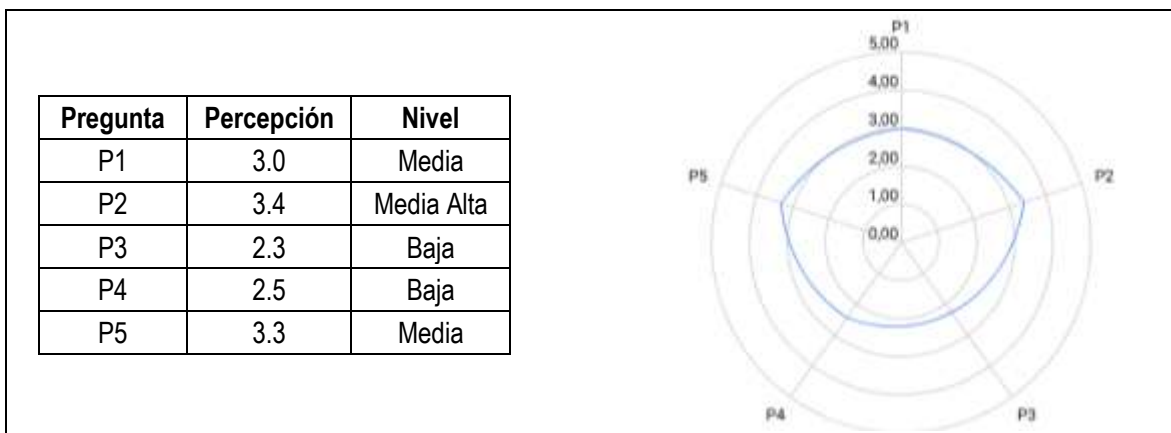 Pregunta Percepción Nivel
P1 3.0 Media
P2 3.4 Media Alta
P3 2.3 Baja
P4 2.5 Baja
P5 3.3 Media
P1
5,00
4,00
3,00
2,00
1,00
0,00
P5
P2
P4
P3